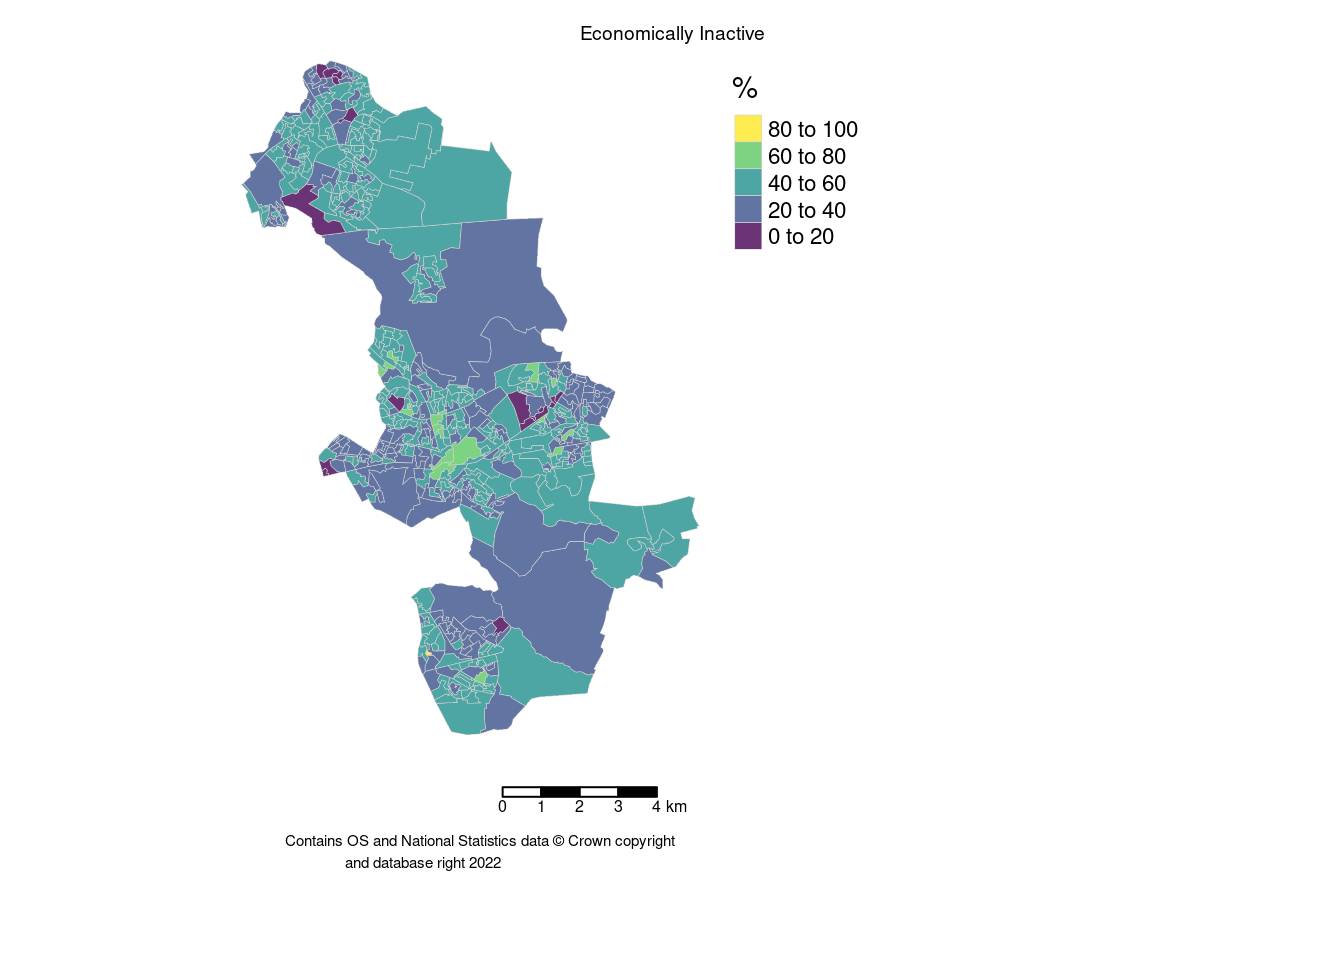 Economically Inactive
%
80 to 100
60 to 80
40 to 60
20 to 40
0 to 20
0 1 2 3 4 km
Contains OS and National Statistics data © Crown copyright
and database right 2022